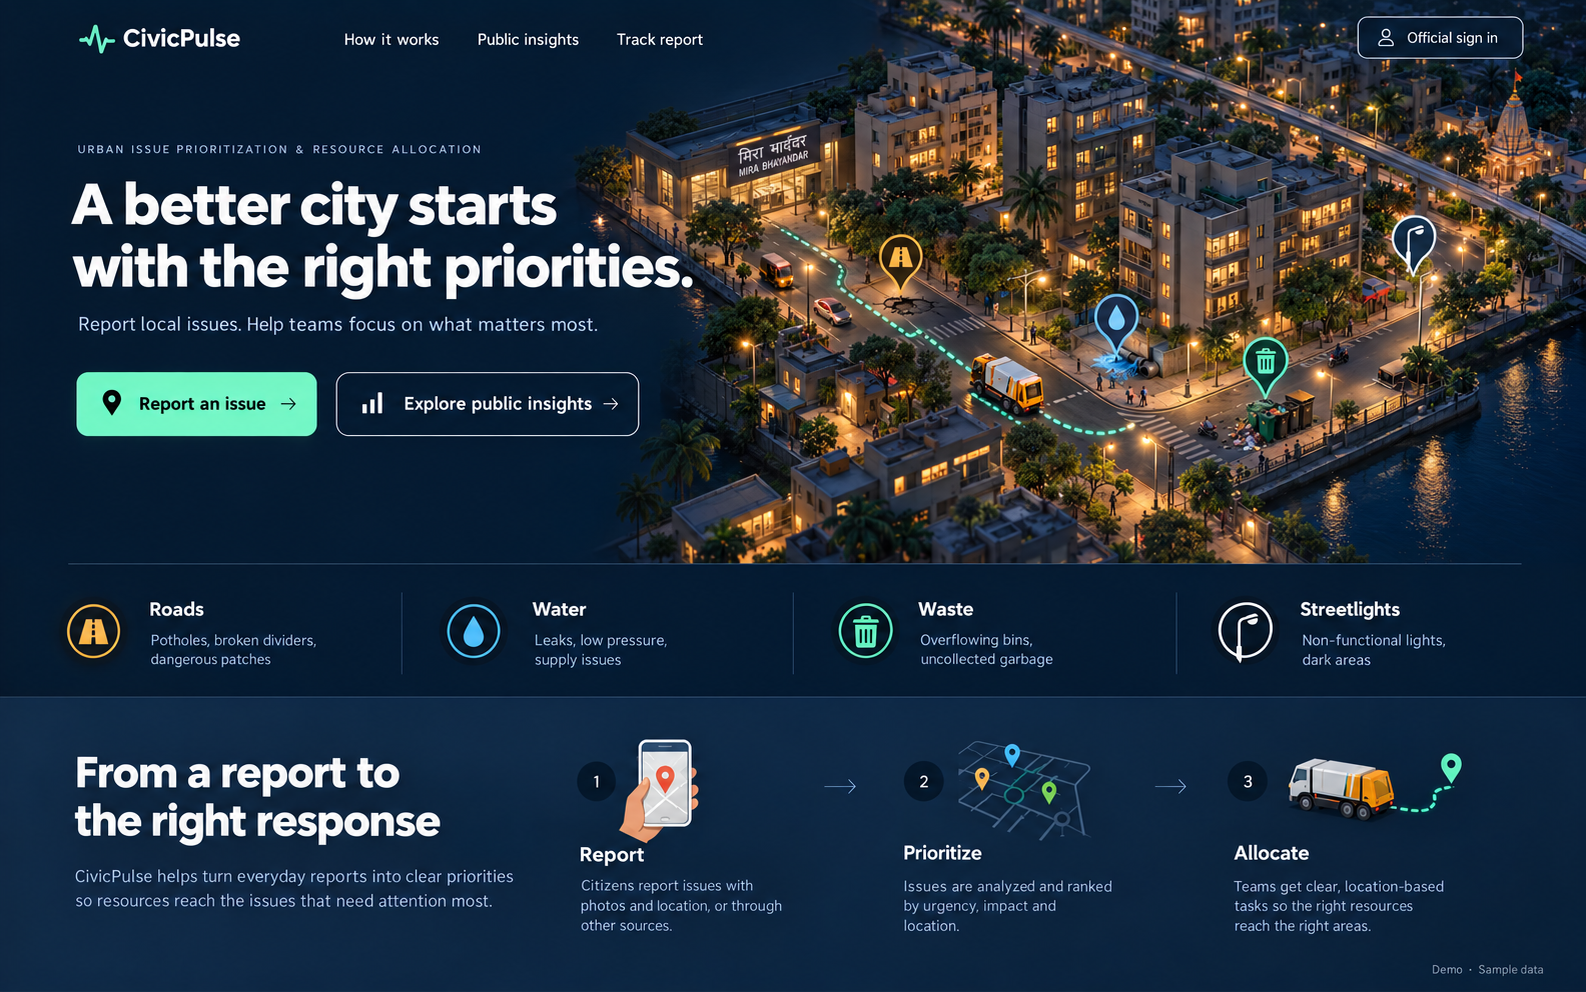 CivicPulse
How it works
Public insights
Track report
Official sign in
URBAN ISSUE PRIORITIZATION & RESOURCE ALLOCATION
A better city starts
with the right priorities.
Report local issues. Help teams focus on what matters most.
Report an issue →
Explore public insights →
मिरा भार्यदर
MIRA BHAYANDAR
Roads
Potholes, broken dividers,
dangerous patches
Water
Leaks, low pressure,
supply issues
Waste
Overflowing bins,
uncollected garbage
Streetlights
Non-functional lights,
dark areas
From a report to
the right response
CivicPulse helps turn everyday reports into clear priorities
so resources reach the issues that need attention most.
1
Report
Citizens report issues with
photos and location, or through
other sources.
2
Prioritize
Issues are analyzed and ranked
by urgency, impact and
location.
3
Allocate
Teams get clear, location-based
tasks so the right resources
reach the right areas.
Demo • Sample data